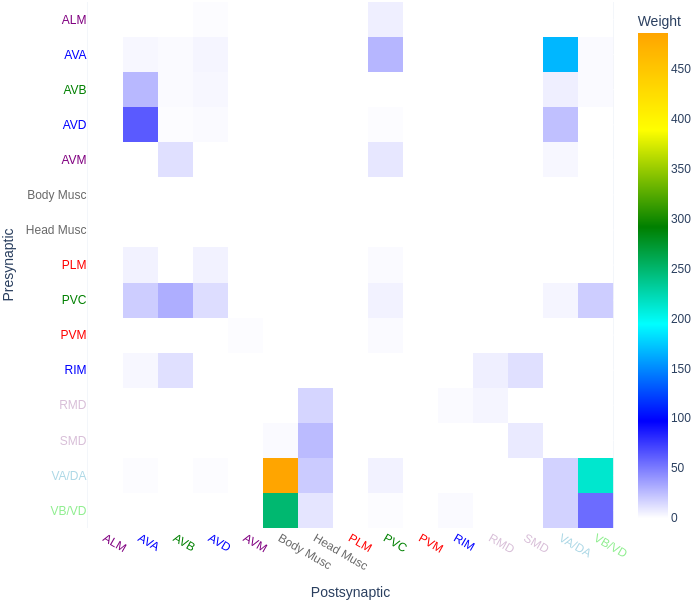 Weight
ALM
AVA
AVB
AVD
AVM
Body Musc
Head Musc
PLM
PVC
PVM
RIM
RMD
SMD
VA/DA
VB/VD
Presynaptic
450
400
350
300
250
200
150
100
50
0
ALM
AVA
AVB
AVD
AVM
Body Musc
Head Musc
PLM
PVC
PVM
RIM
RMD
SMD
VA/DA
VB/VD
Postsynaptic